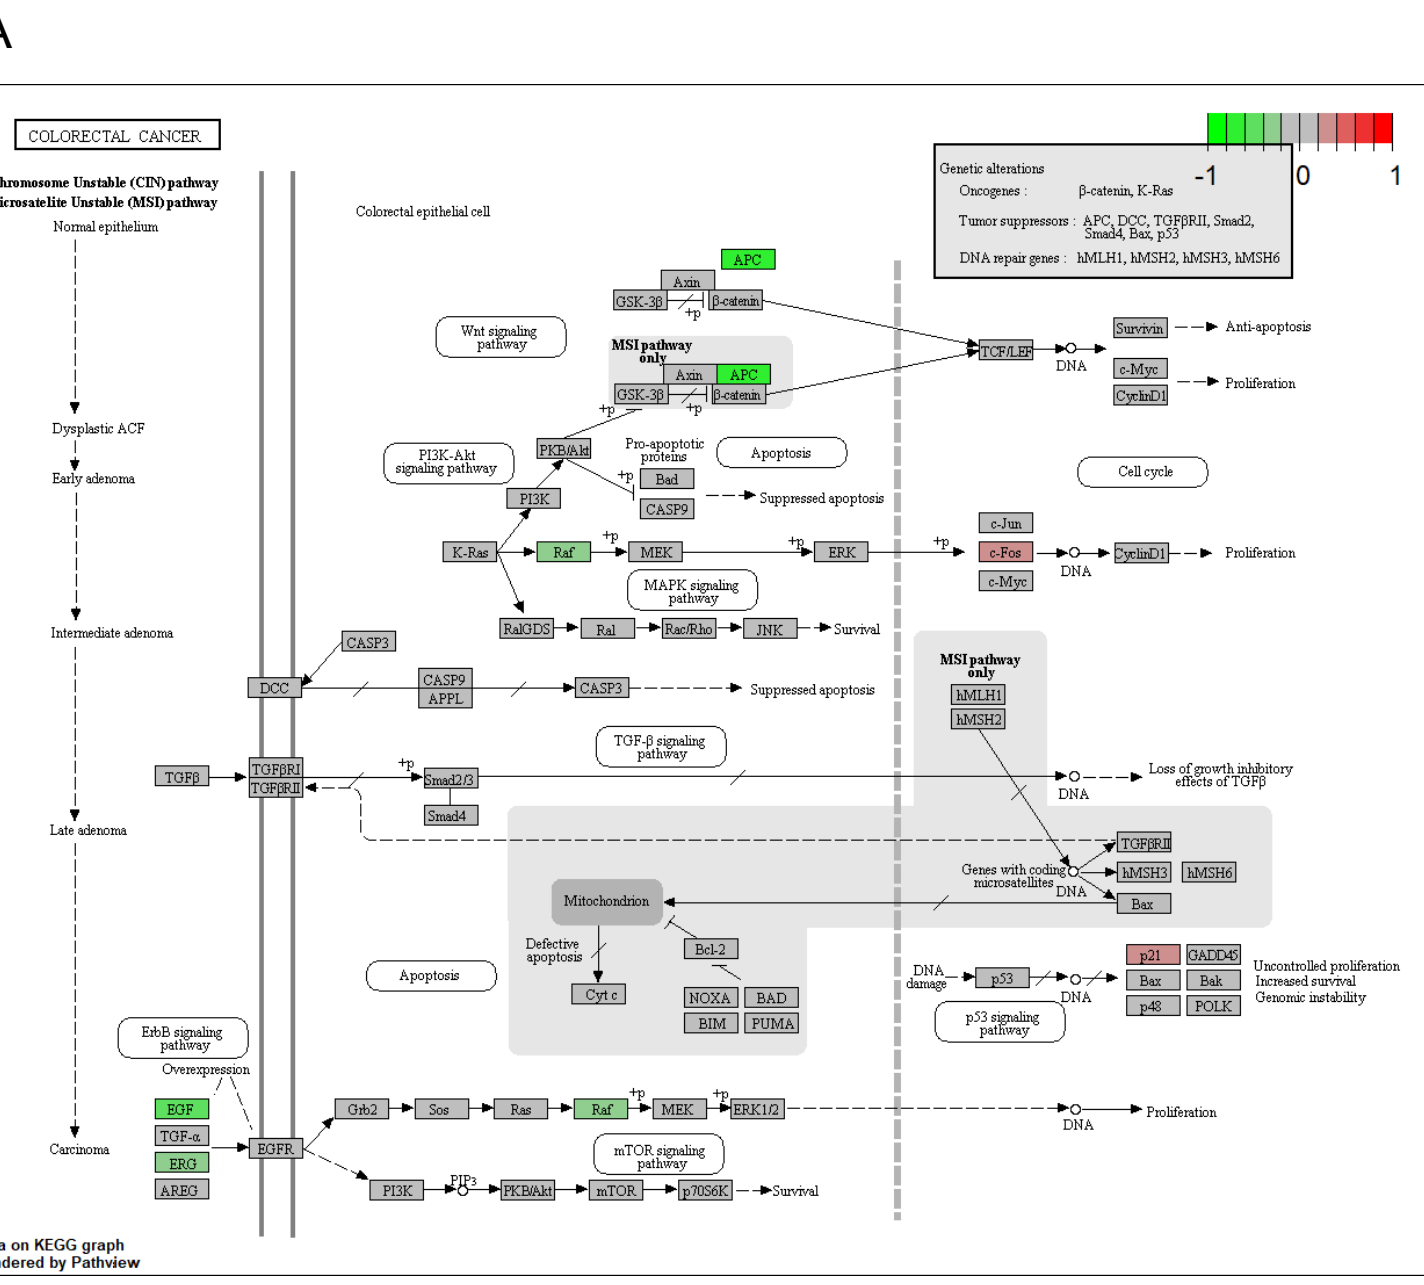 A
COLORECTAL CANCER
hromosome Unstable (CIN) pathway
icrosatelite Unstable (MSI) pathway
Normal epithelium
Dysplastic ACF
Early adenoma
Intermediate adenoma
Late adenoma
Carcinoma
Colorectal epithelial cell
-1
0
1
Genetic alterations
Oncogenes : β-catenin, K-Ras
Tumor suppressors : APC, DCC, TGFβRII, Smad2,
Smad4, Bax, p53
DNA repair genes : hMLH1, hMSH2, hMSH3, hMSH6
APC
Axin
GSK-3β
β-catenin
+p
Wnt signaling
pathway
MSI pathway
only
Axin
APC
GSK-3β
β-catenin
+p
+p
TCF/LEF
DNA
Survivin
Anti-apoptosis
c-Myc
CyclinD1
Proliferation
PI3K-Akt
signaling pathway
PKB/Akt
Pro-apoptotic
proteins
Apoptosis
+p
Bad
CASP9
Suppressed apoptosis
Cell cycle
PI3K
K-Ras
Raf
+p
MEK
+p
ERK
+p
c-Jun
c-Fos
c-Myc
DNA
CyclinD1
Proliferation
MAPK signaling
pathway
RalGDS
Ral
Rac/Rho
JNK
Survival
CASP3
DCC
CASP9
APPL
CASP3
Suppressed apoptosis
MSI pathway
only
hMLH1
hMSH2
TGF-β signaling
pathway
TGFβ
TGFβRI
TGFβRII
+p
Smad2/3
Smad4
DNA
Loss of growth inhibitory
effects of TGFβ
Genes with coding
microsatellites
DNA
TGFβRII
hMSH3
hMSH6
Bax
Mitochondrion
Defective
apoptosis
Bcl-2
Cyt c
NOXA
BAD
BIM
PUMA
Apoptosis
DNA
damage
p53
DNA
p21
GADD45
Bax
Bak
p48
POLK
Uncontrolled proliferation
Increased survival
Genomic instability
p53 signaling
pathway
ErbB signaling
pathway
Overexpression
EGF
TGF-α
ERG
AREG
EGFR
Grb2
Sos
Ras
Raf
+p
MEK
+p
ERK1/2
DNA
Proliferation
mTOR signaling
pathway
PI3K
PIP3
PKB/Akt
mTOR
p70S6K
Survival
a on KEGG graph
ndered by Pathview